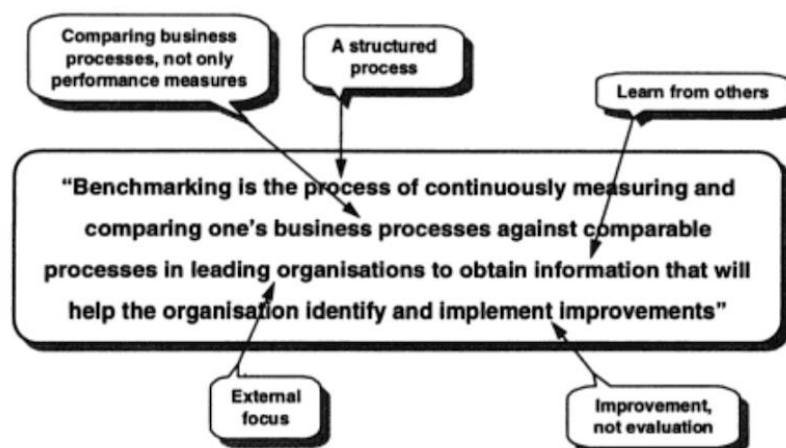 Comparing business
processes, not only
performance measures
A structured
process
Learn from others
“Benchmarking is the process of continuously measuring and
comparing one’s business processes against comparable
processes in leading organisations to obtain information that will
help the organisation identify and implement improvements”
External
focus
Improvement,
not evaluation